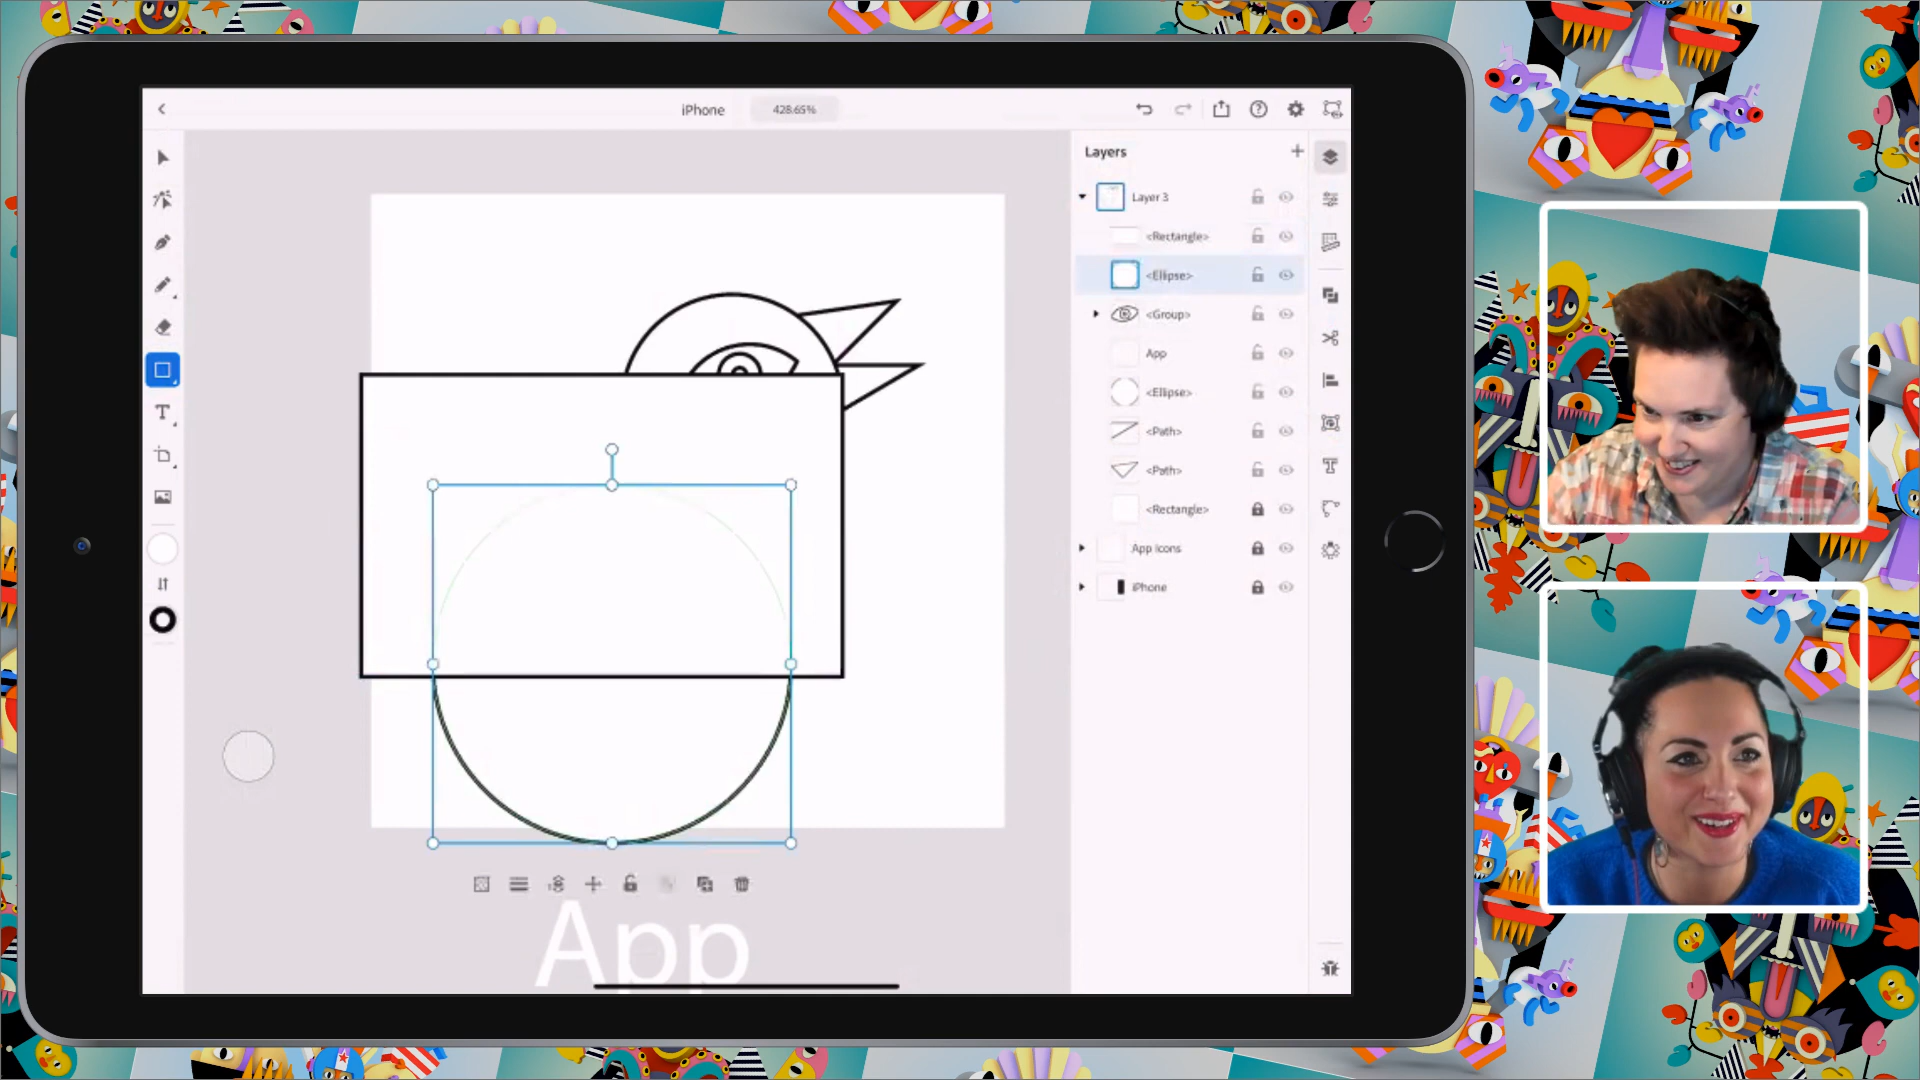 iPhone 428.65%
Layers
Layer 3
<Rectangle>
<Ellipse>
<Group>
App
<Ellipse>
<Path>
<Path>
<Rectangle>
App Icons
iPhone
T
App